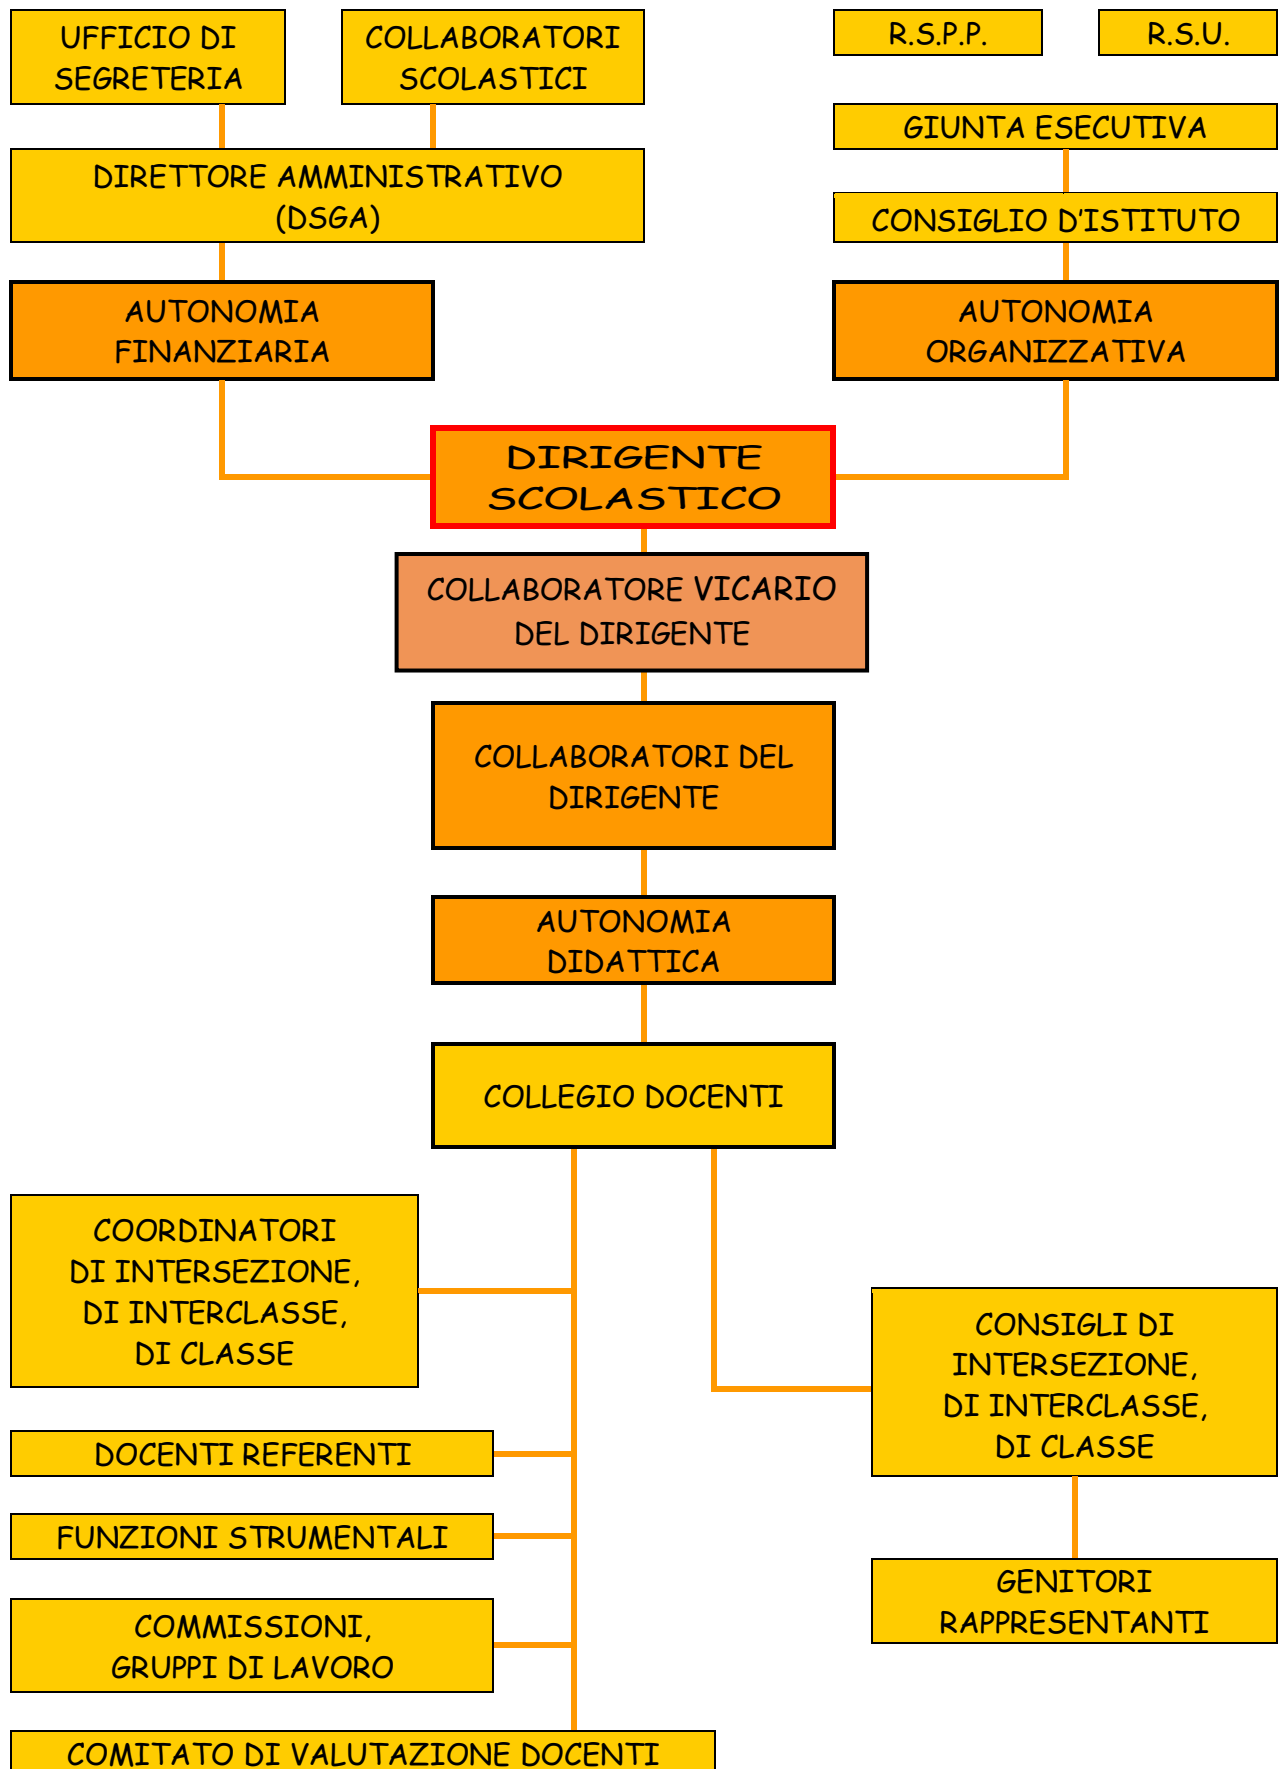 UFFICIO DI
SEGRETERIA
COLLABORATORI
SCOLASTICI
R.S.P.P.
R.S.U.
GIUNTA ESECUTIVA
DIRETTORE AMMINISTRATIVO
(DSGA)
CONSIGLIO D'ISTITUTO
AUTONOMIA
FINANZIARIA
AUTONOMIA
ORGANIZZATIVA
DIRIGENTE
SCOLASTICO
COLLABORATORE VICARIO
DEL DIRIGENTE
COLLABORATORI DEL
DIRIGENTE
AUTONOMIA
DIDATTICA
COLLEGIO DOCENTI
COORDINATORI
DI INTERSEZIONE,
DI INTERCLASSE,
DI CLASSE
CONSIGLI DI
INTERSEZIONE,
DI INTERCLASSE,
DI CLASSE
DOCENTI REFERENTI
FUNZIONI STRUMENTALI
GENITORI
RAPPRESENTANTI
COMMISSIONI,
GRUPPI DI LAVORO
COMITATO DI VALUTAZIONE DOCENTI